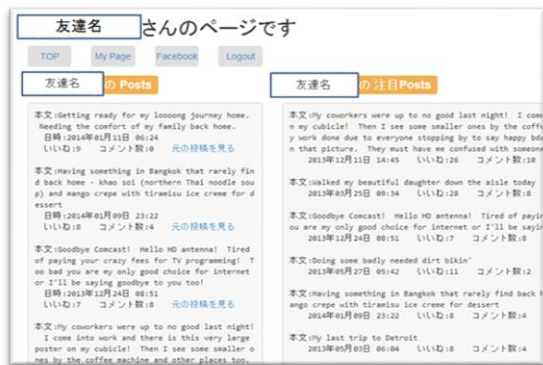 友達名 さんのページです
TOP My Page Facebook Logout
友達名 の Posts
本文:Getting ready for my loooong journey home.
Needing the comfort of my family back home.
日時:2014年01月11日 06:24
いいね:9 コメント数:0 元の投稿を見る
本文:Having something in Bangkok that rarely fin
d back home - khao soi (northern Thai noodle sou
p) and mango crepe with tiramisu ice creme for d
essert
日時:2014年01月09日 23:22
いいね:8 コメント数:4 元の投稿を見る
本文:Goodbye Comcast! Hello HD antenna! Tired
of paying your crazy fees for TV programming! T
oo bad you are my only good choice for internet
or I'll be saying goodbye to you too!
日時:2013年12月24日 08:51
いいね:7 コメント数:8 元の投稿を見る
本文:My coworkers were up to no good last night!
I come into work and there is this very large
poster on my cubicle! Then I see some smaller o
nes by the coffee machine and other places too.
友達名 の 注目Posts
本文:My coworkers were up to no good last night! I com
n my cubicle! Then I see some smaller ones by the coffe
y work done due to everyone stopping by to say happy bd
n that picture. They must have me confused with someone
2013年12月11日 14:45 いいね:26 コメント数:10
本文:Walked my beautiful daughter down the aisle today
2013年03月25日 09:34 いいね:28 コメント数:8
本文:Goodbye Comcast! Hello HD antenna! Tired of payin
ou are my only good choice for internet or I'll be sayin
2013年12月24日 08:51 いいね:7 コメント数:8
本文:Doing some badly needed dirt bikin'
2013年05月27日 05:42 いいね:11 コメント数:2
本文:Having something in Bangkok that rarely find back h
ango crepe with tiramisu ice creme for dessert
2014年01月09日 23:22 いいね:8 コメント数:4
本文:My last trip to Detroit
2013年05月03日 06:04 いいね:8 コメント数:4